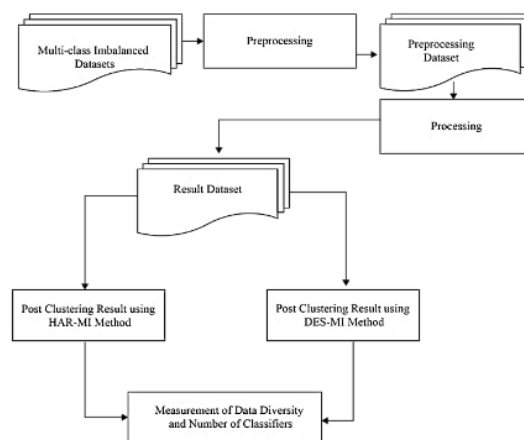 Multi-class Imbalanced
Datasets
Preprocessing
Preprocessing
Dataset
Processing
Result Dataset
Post Clustering Result using
HAR-MI Method
Post Clustering Result using
DES-MI Method
Measurement of Data Diversity
and Number of Classifiers